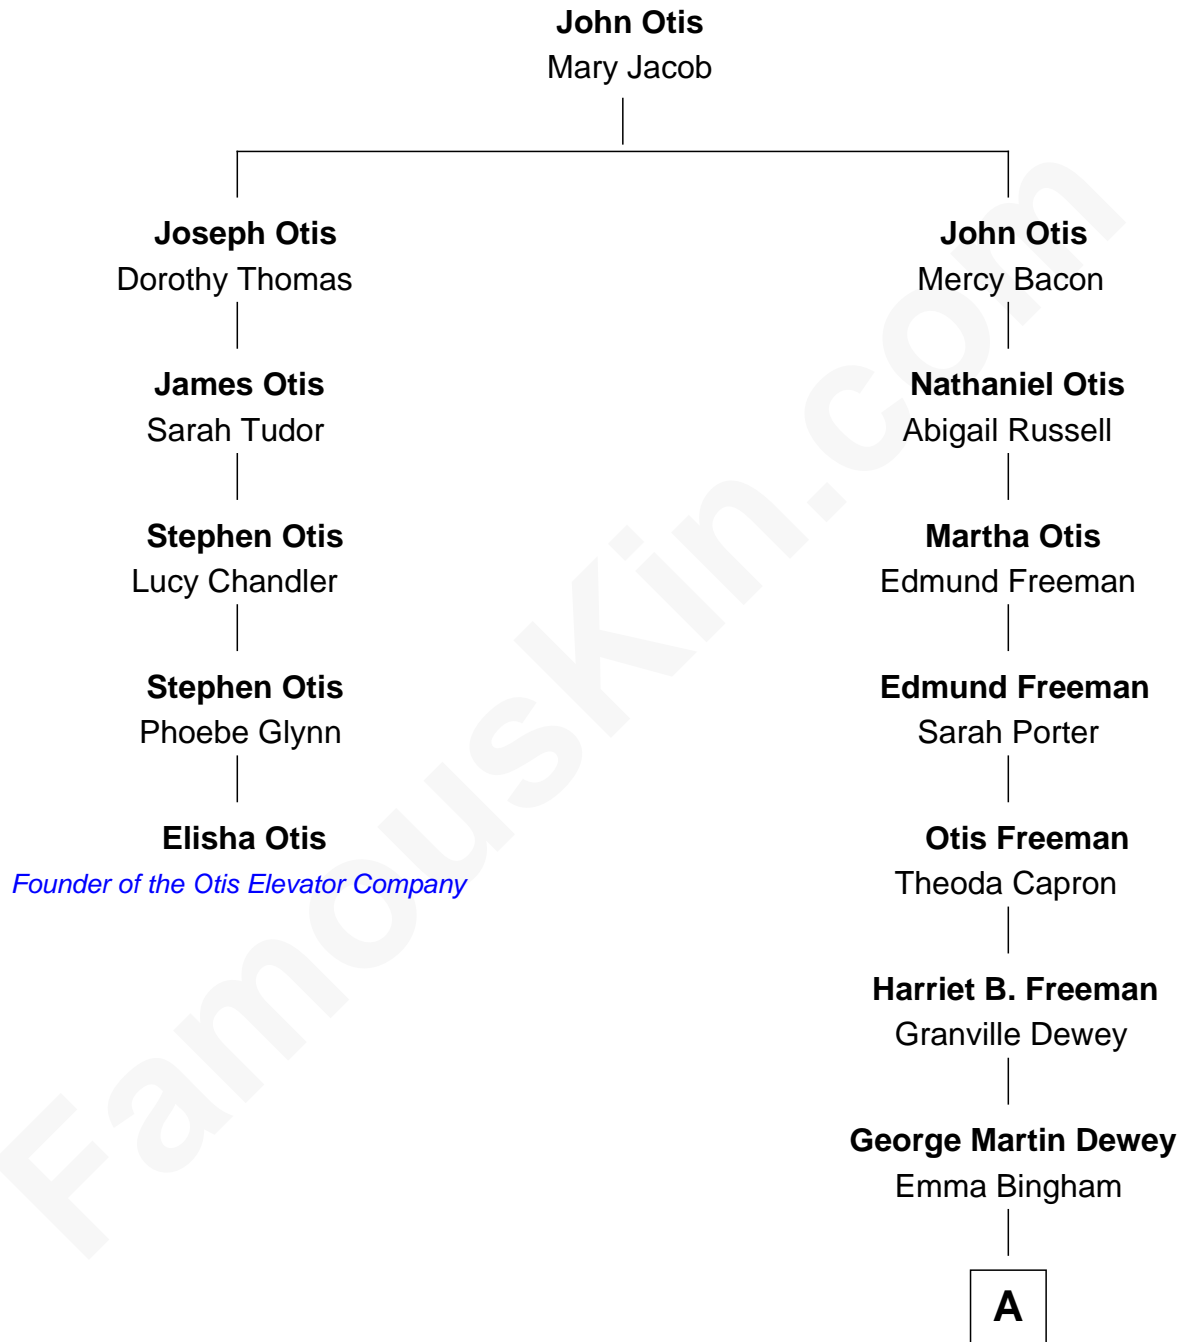 John Otis
Mary Jacob
Joseph Otis
Dorothy Thomas
James Otis
Sarah Tudor
Stephen Otis
Lucy Chandler
Stephen Otis
Phoebe Glynn
Elisha Otis
Founder of the Otis Elevator Company
John Otis
Mercy Bacon
Nathaniel Otis
Abigail Russell
Martha Otis
Edmund Freeman
Edmund Freeman
Sarah Porter
Otis Freeman
Theoda Capron
Harriet B. Freeman
Granville Dewey
George Martin Dewey
Emma Bingham
A
FamousKin.com